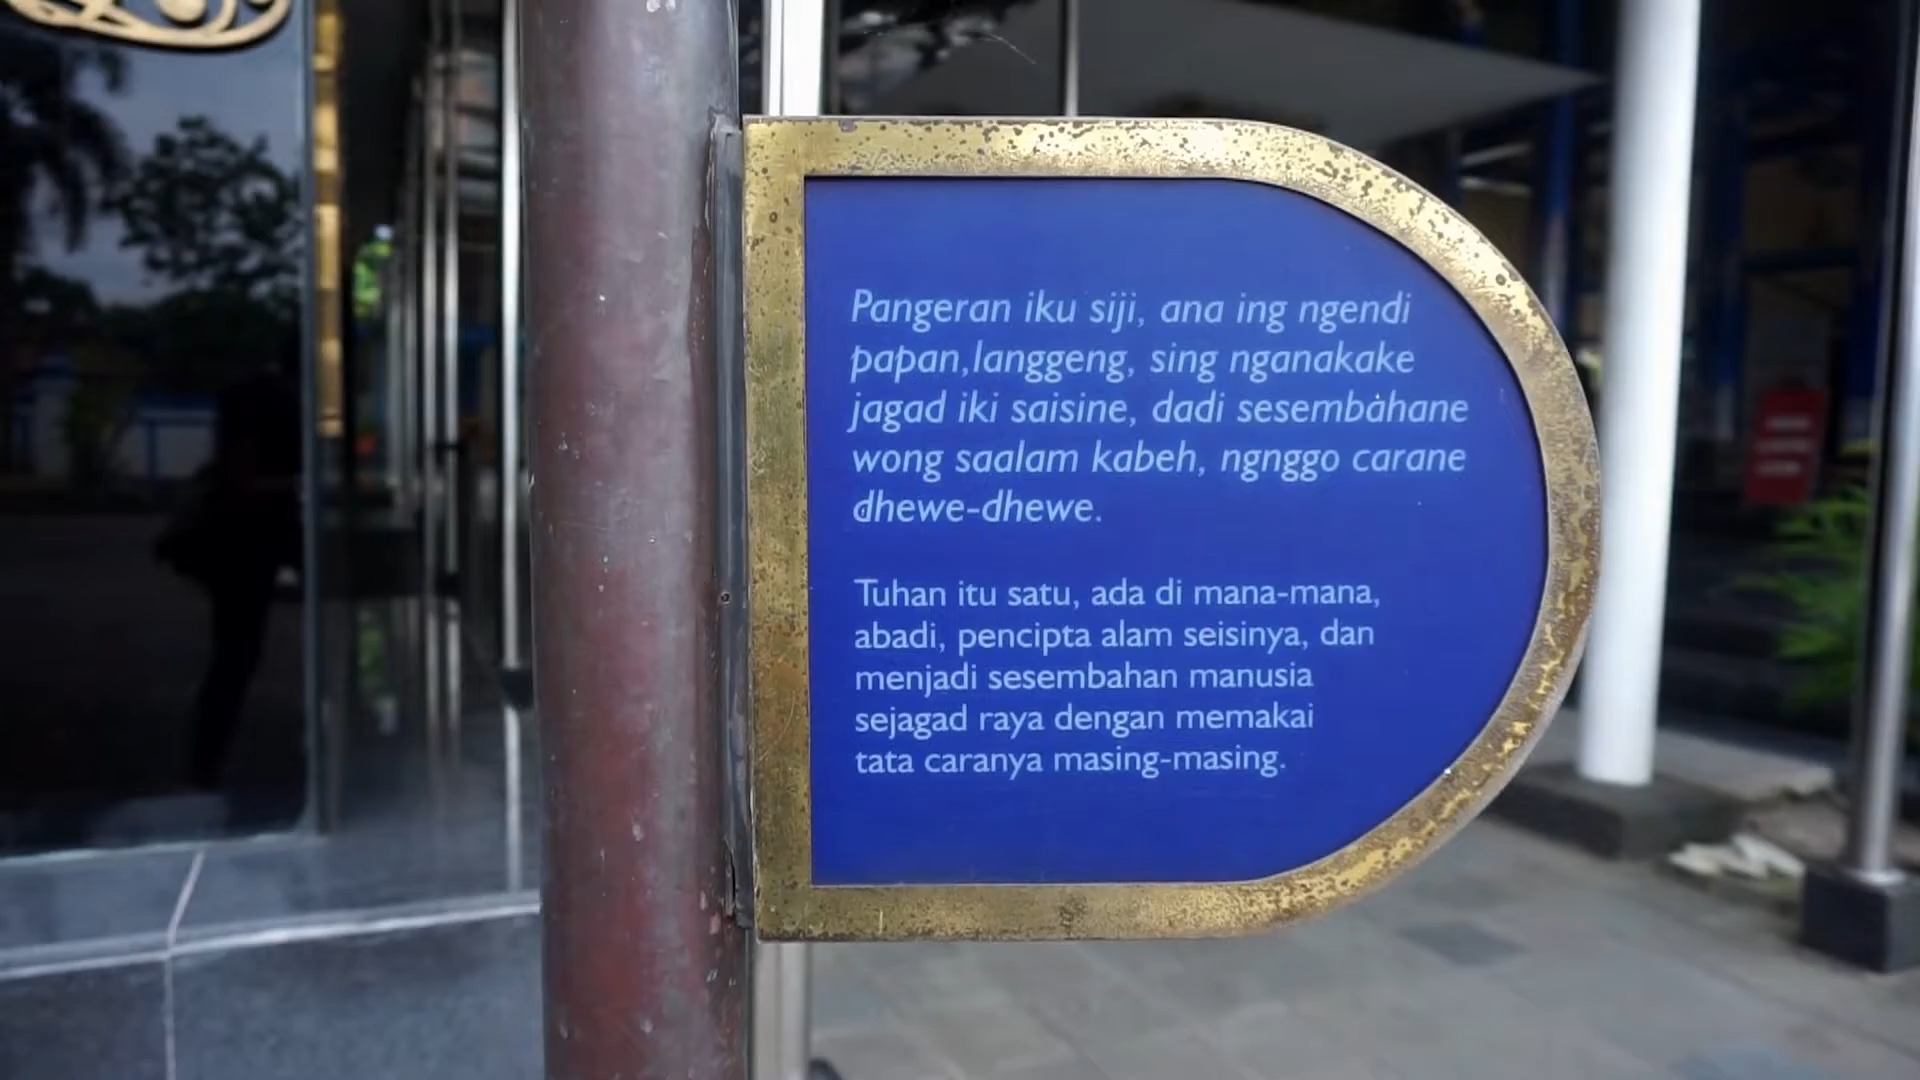 Pangeran iku siji, ana ing ngendi
papan,langgeng, sing nganakake
jagad iki saisine, dadi sesembahane
wong saalam kabeh, ngnggo carane
dhewe-dhewe.
Tuhan itu satu, ada di mana-mana,
abadi, pencipta alam seisinya, dan
menjadi sesembahan manusia
sejagad raya dengan memakai
tata caranya masing-masing.